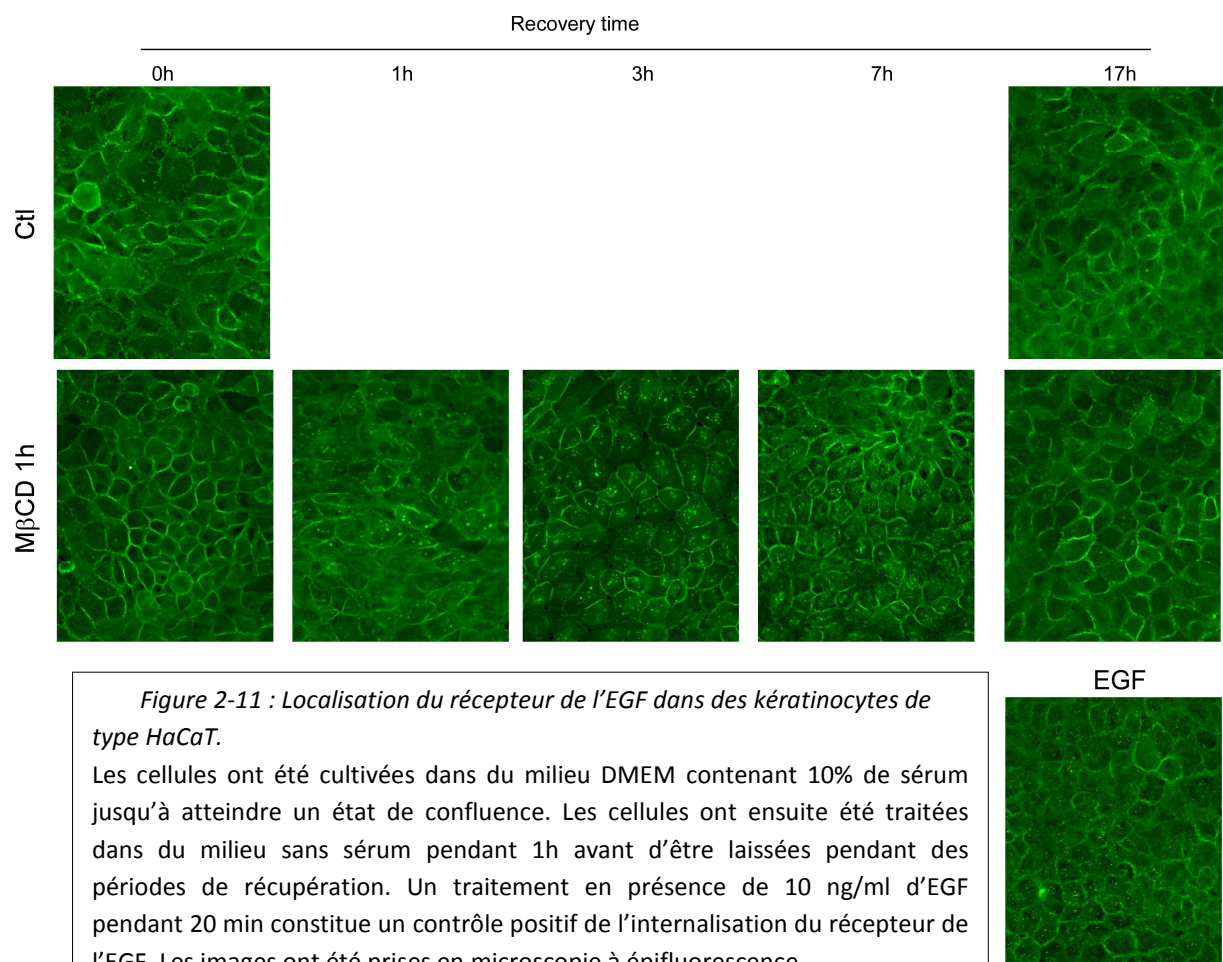 Recovery time
0h 1h 3h 7h 17h
Ctl
MβCD 1h
EGF
Figure 2-11 : Localisation du récepteur de l’EGF dans des kératinocytes de
type HaCaT.
Les cellules ont été cultivées dans du milieu DMEM contenant 10% de sérum
jusqu’à atteindre un état de confluence. Les cellules ont ensuite été traitées
dans du milieu sans sérum pendant 1h avant d’être laissées pendant des
périodes de récupération. Un traitement en présence de 10 ng/ml d’EGF
pendant 20 min constitue un contrôle positif de l’internalisation du récepteur de
l’EGF. Les images ont été prises en microscopie à épifluorescence